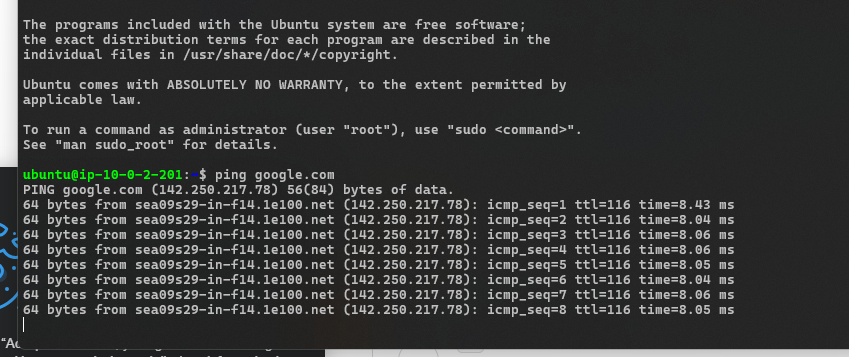 The programs included with the Ubuntu system are free software;
the exact distribution terms for each program are described in the
individual files in /usr/share/doc/*/copyright.
Ubuntu comes with ABSOLUTELY NO WARRANTY, to the extent permitted by
applicable law.
To run a command as administrator (user "root"), use "sudo <command>".
See "man sudo_root" for details.
ubuntu@ip-10-0-2-201:~$ ping google.com
PING google.com (142.250.217.78) 56(84) bytes of data.
64 bytes from sea09s29-in-f14.1e100.net (142.250.217.78): icmp_seq=1 ttl=116 time=8.43 ms
64 bytes from sea09s29-in-f14.1e100.net (142.250.217.78): icmp_seq=2 ttl=116 time=8.04 ms
64 bytes from sea09s29-in-f14.1e100.net (142.250.217.78): icmp_seq=3 ttl=116 time=8.06 ms
64 bytes from sea09s29-in-f14.1e100.net (142.250.217.78): icmp_seq=4 ttl=116 time=8.06 ms
64 bytes from sea09s29-in-f14.1e100.net (142.250.217.78): icmp_seq=5 ttl=116 time=8.05 ms
64 bytes from sea09s29-in-f14.1e100.net (142.250.217.78): icmp_seq=6 ttl=116 time=8.04 ms
64 bytes from sea09s29-in-f14.1e100.net (142.250.217.78): icmp_seq=7 ttl=116 time=8.06 ms
64 bytes from sea09s29-in-f14.1e100.net (142.250.217.78): icmp_seq=8 ttl=116 time=8.05 ms